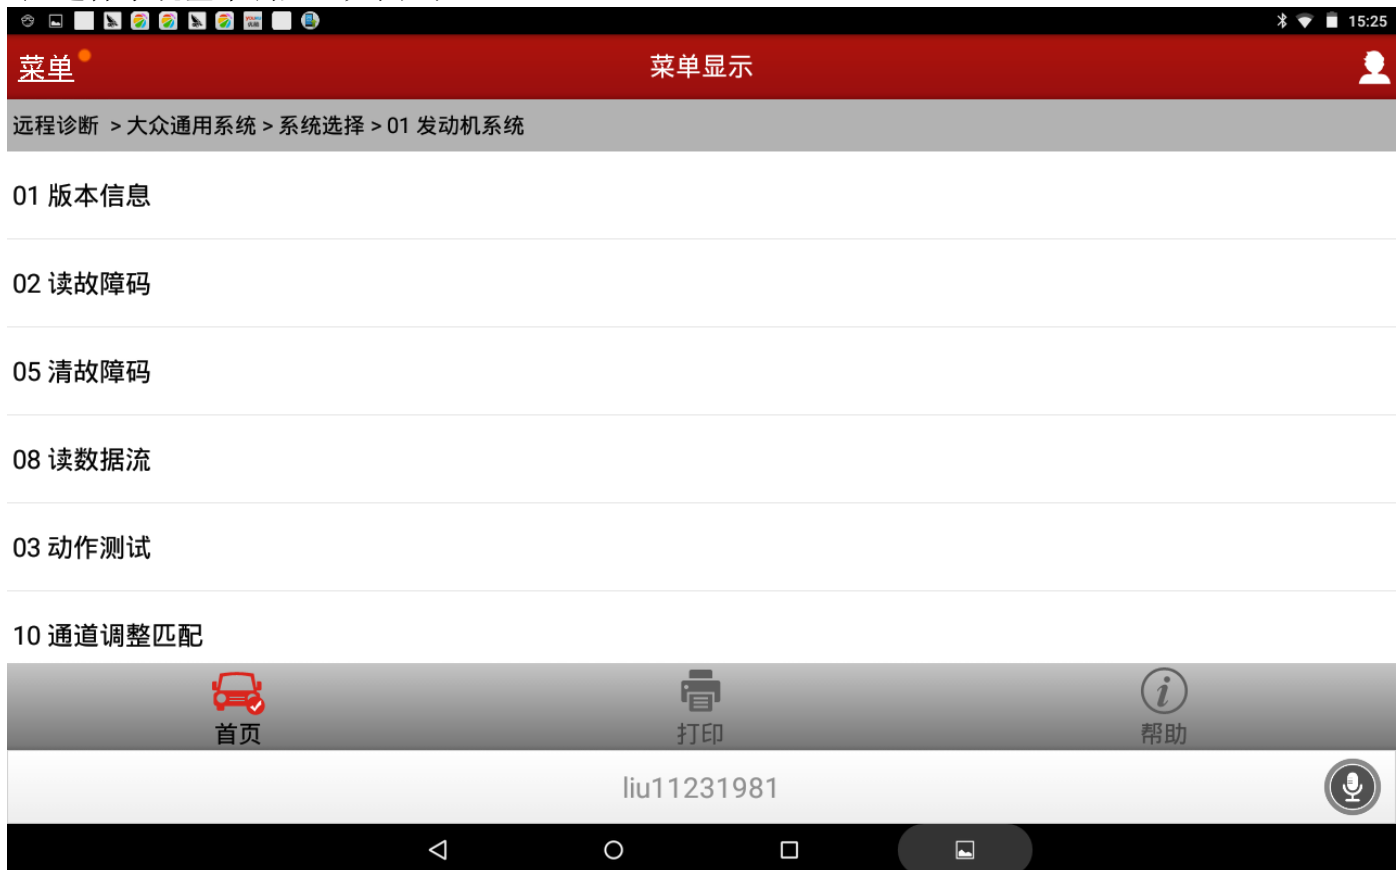 15:25
菜单
菜单显示
远程诊断 > 大众通用系统 > 系统选择 > 01 发动机系统
01 版本信息
02 读故障码
05 清故障码
08 读数据流
03 动作测试
10 通道调整匹配
首页
打印
帮助
liu11231981